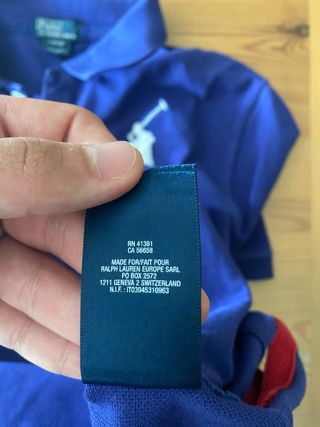 Polo
RN 41381
CA 56658
MADE FOR/FAIT POUR
RALPH LAUREN EUROPE SARL
PO BOX 2572
1211 GENEVA 2 SWITZERLAND
N.I.F. : IT03945310963